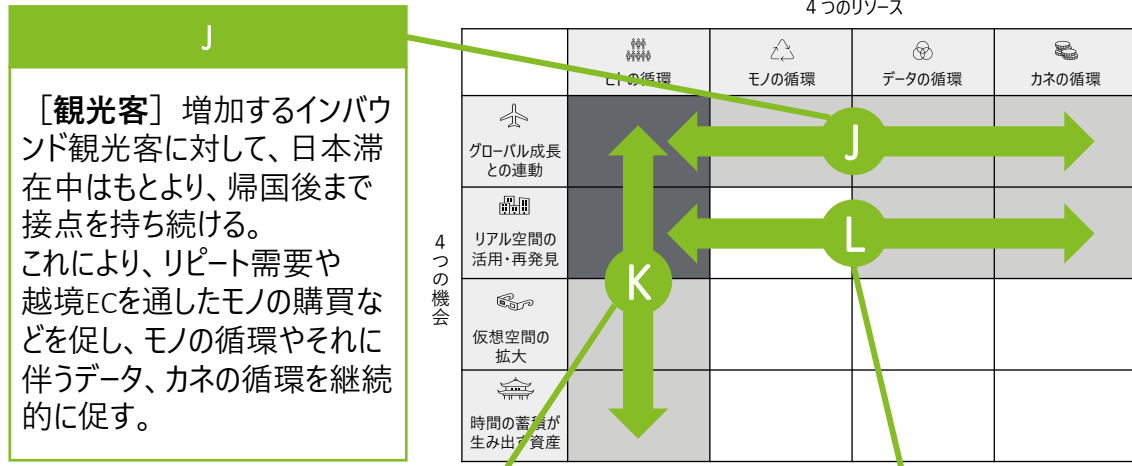 J
［観光客］増加するインバウ
ンド観光客に対して、日本滞
在中はもとより、帰国後まで
接点を持ち続ける。
これにより、リピート需要や
越境ECを通したモノの購買な
どを促し、モノの循環やそれに
伴うデータ、カネの循環を継続
的に促す。
4つのリソース
ヒトの循環
モノの循環
データの循環
カネの循環
4つの機会
グローバル成長
との連動
リアル空間の
活用・再発見
仮想空間の
拡大
時間の蓄積が
生み出す資産
J
L
K